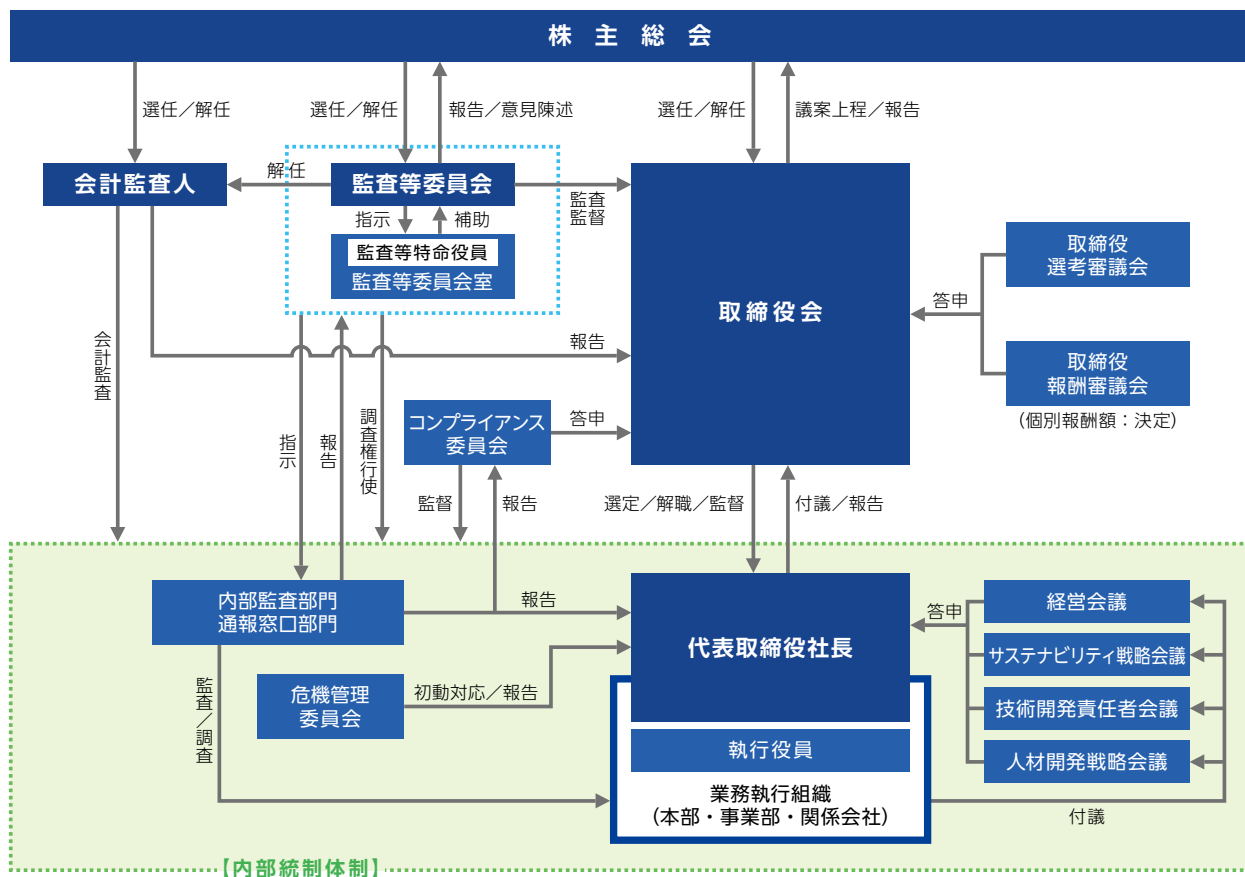 株主総会
選任／解任
選任／解任
報告／意見陳述
選任／解任
議案上程／報告
会計監査人
解任
監査等委員会
監査
監督
指示
補助
監査等特命役員
監査等委員会室
取締役会
取締役
選考審議会
答申
取締役
報酬審議会
（個別報酬額：決定）
会計監査
報告
指示
報告
調査権行使
コンプライアンス
委員会
答申
監督
報告
選定／解職／監督
付議／報告
内部監査部門
通報窓口部門
報告
代表取締役社長
答申
経営会議
サステナビリティ戦略会議
技術開発責任者会議
人材開発戦略会議
監査／調査
危機管理
委員会
初動対応／報告
執行役員
業務執行組織
（本部・事業部・関係会社）
付議
【内部統制体制】